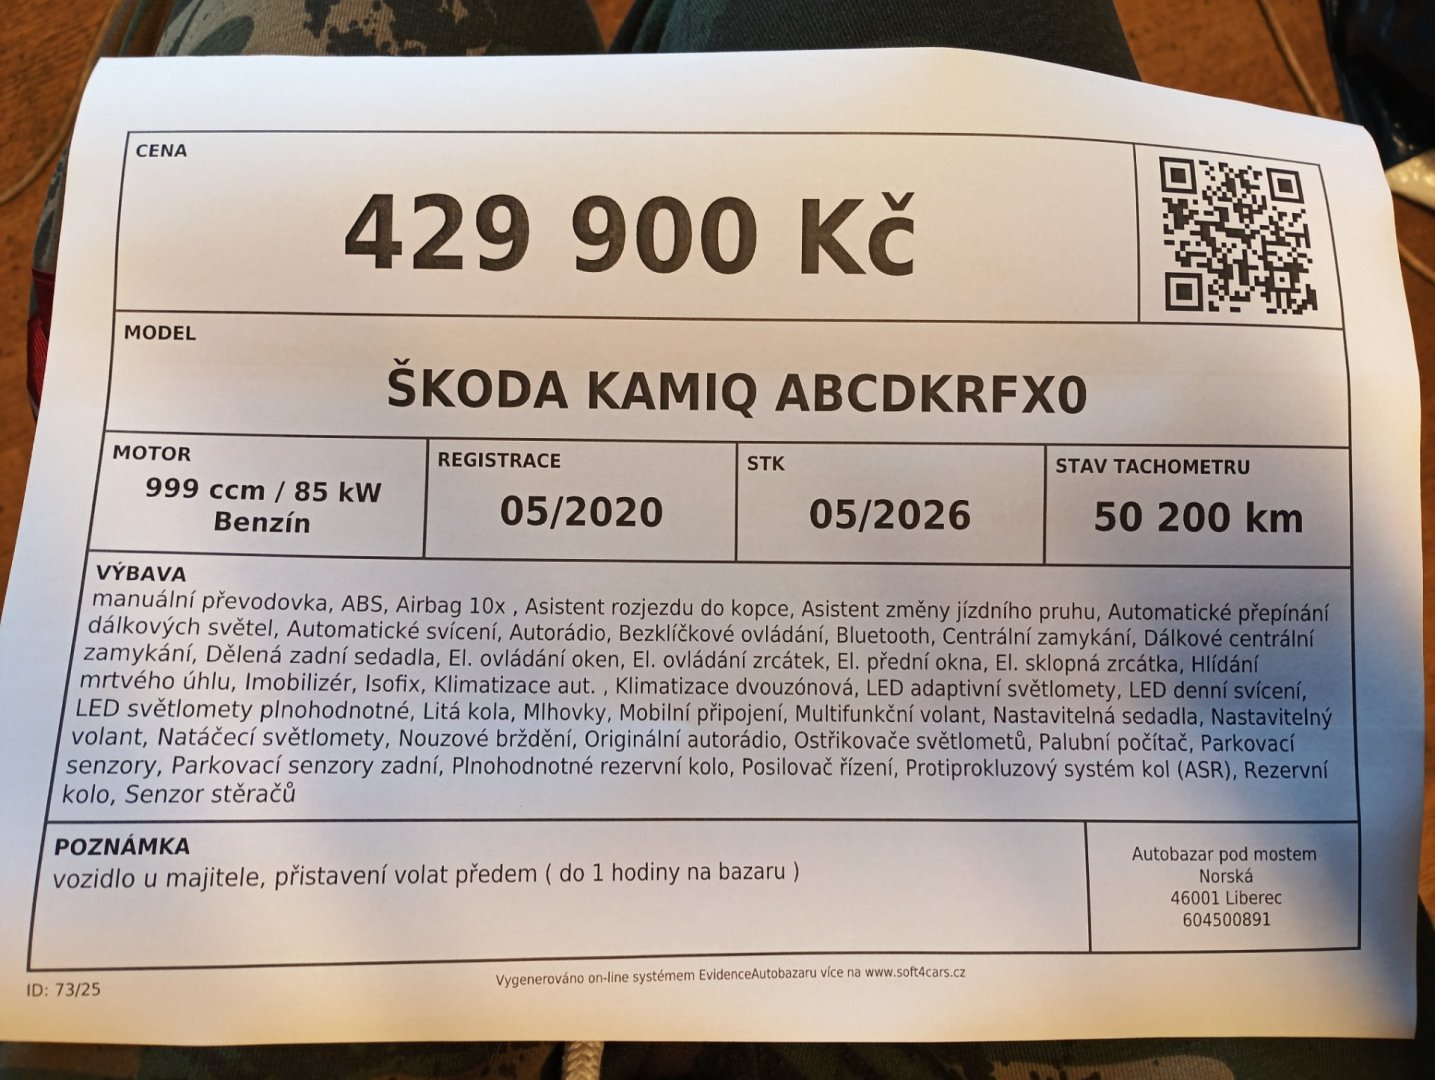 CENA
429 900 Kč
MODEL
ŠKODA KAMIQ ABCDKRFX0
MOTOR
999 ccm / 85 kW
Benzín
REGISTRACE
05/2020
STK
05/2026
STAV TACHOMETRU
50 200 km
VÝBAVA
manuální převodovka, ABS, Airbag 10x , Asistent rozjezdu do kopce, Asistent změny jízdního pruhu, Automatické přepínání
dálkových světel, Automatické svícení, Autorádio, Bezklíčkové ovládání, Bluetooth, Centrální zamykání, Dálkové centrální
zamykání, Dělená zadní sedadla, El. ovládání oken, El. ovládání zrcátek, El. přední okna, El. sklopná zrcátka, Hlídání
mrtvého úhlu, Imobilizér, Isofix, Klimatizace aut. , Klimatizace dvouzónová, LED adaptivní světlomety, LED denní svícení,
LED světlomety plnohodnotné, Litá kola, Mlhovky, Mobilní připojení, Multifunkční volant, Nastavitelná sedadla, Nastavitelný
volant, Natáčecí světlomety, Nouzové brždění, Originální autorádio, Ostřikovače světlometů, Palubní počítač, Parkovací
senzory, Parkovací senzory zadní, Plnohodnotné rezervní kolo, Posilovač řízení, Protiprokluzový systém kol (ASR), Rezervní
kolo, Senzor stěračů
POZNÁMKA
vozidlo u majitele, přistavení volat předem ( do 1 hodiny na bazaru )
Autobazar pod mostem
Norská
46001 Liberec
604500891
Vygenerováno on-line systémem EvidenceAutobazaru více na www.soft4cars.cz
ID: 73/25